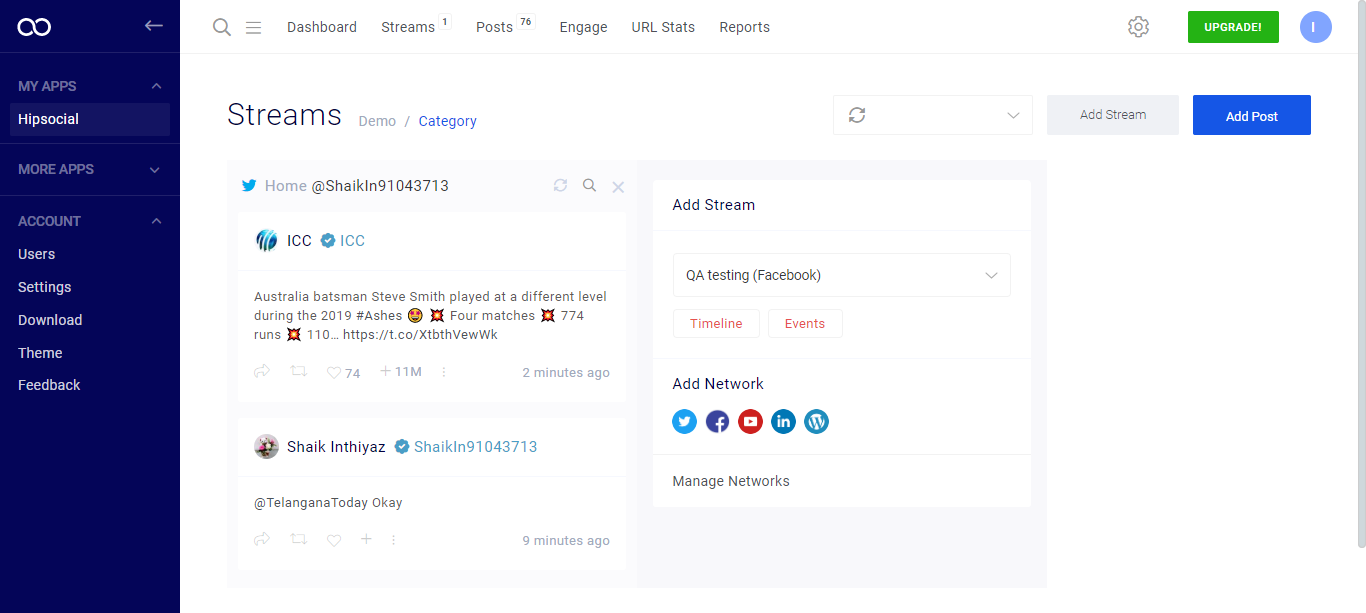 Dashboard
Streams 1
Posts 76
Engage
URL Stats
Reports
UPGRADE!
I
MY APPS
Hipsocial
MORE APPS
ACCOUNT
Users
Settings
Download
Theme
Feedback
Streams
Demo / Category
Add Stream
Add Post
Home @ShaikIn91043713
ICC ICC
Australia batsman Steve Smith played at a different level
during the 2019 #Ashes 🤩 💥 Four matches 💥 774
runs 💥 110… https://t.co/XtbthVewWk
74 +11M 2 minutes ago
Shaik Inthiyaz ShaikIn91043713
@TelanganaToday Okay
9 minutes ago
Add Stream
QA testing (Facebook)
Timeline
Events
Add Network
Manage Networks